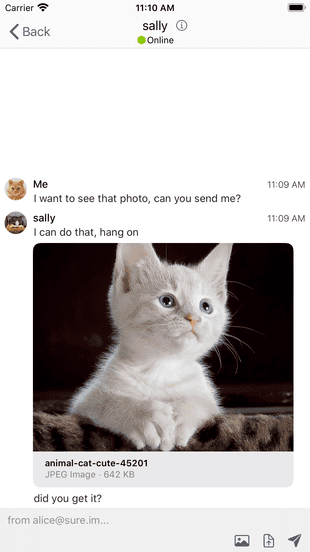 Carrier 11:10 AM
Back
sally
Online
Me 11:09 AM
I want to see that photo, can you send me?
sally 11:09 AM
I can do that, hang on
animal-cat-cute-45201
JPEG Image · 642 KB
did you get it?
from alice@sure.im...